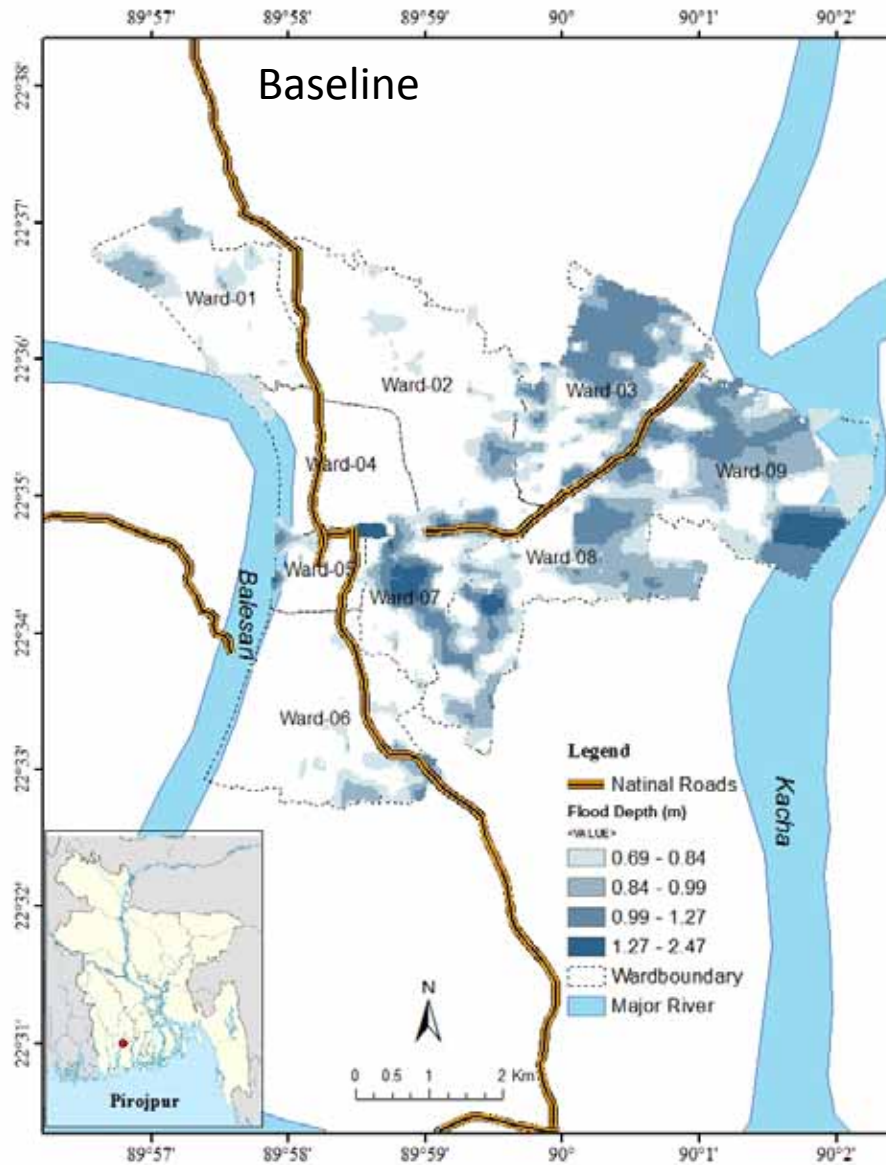 89°57' 89°58' 89°59' 90°0' 90°1' 90°2'
Baseline
22°38'
22°37'
Ward-01
22°36'
Ward-02
Ward-03
Ward-04
Ward-09
22°35'
Ward-08
Ward-05
Ward-07
Balesari
22°34'
Ward-06
22°33'
Kacha
Legend
Natinal Roads
Flood Depth (m)
<VALUE>
0.69 - 0.84
0.84 - 0.99
0.99 - 1.27
1.27 - 2.47
Wardboundary
Major River
22°32'
22°31'
N
0 0.5 1 2 Km
Pirojpur
89°57' 89°58' 89°59' 90°0' 90°1' 90°2'